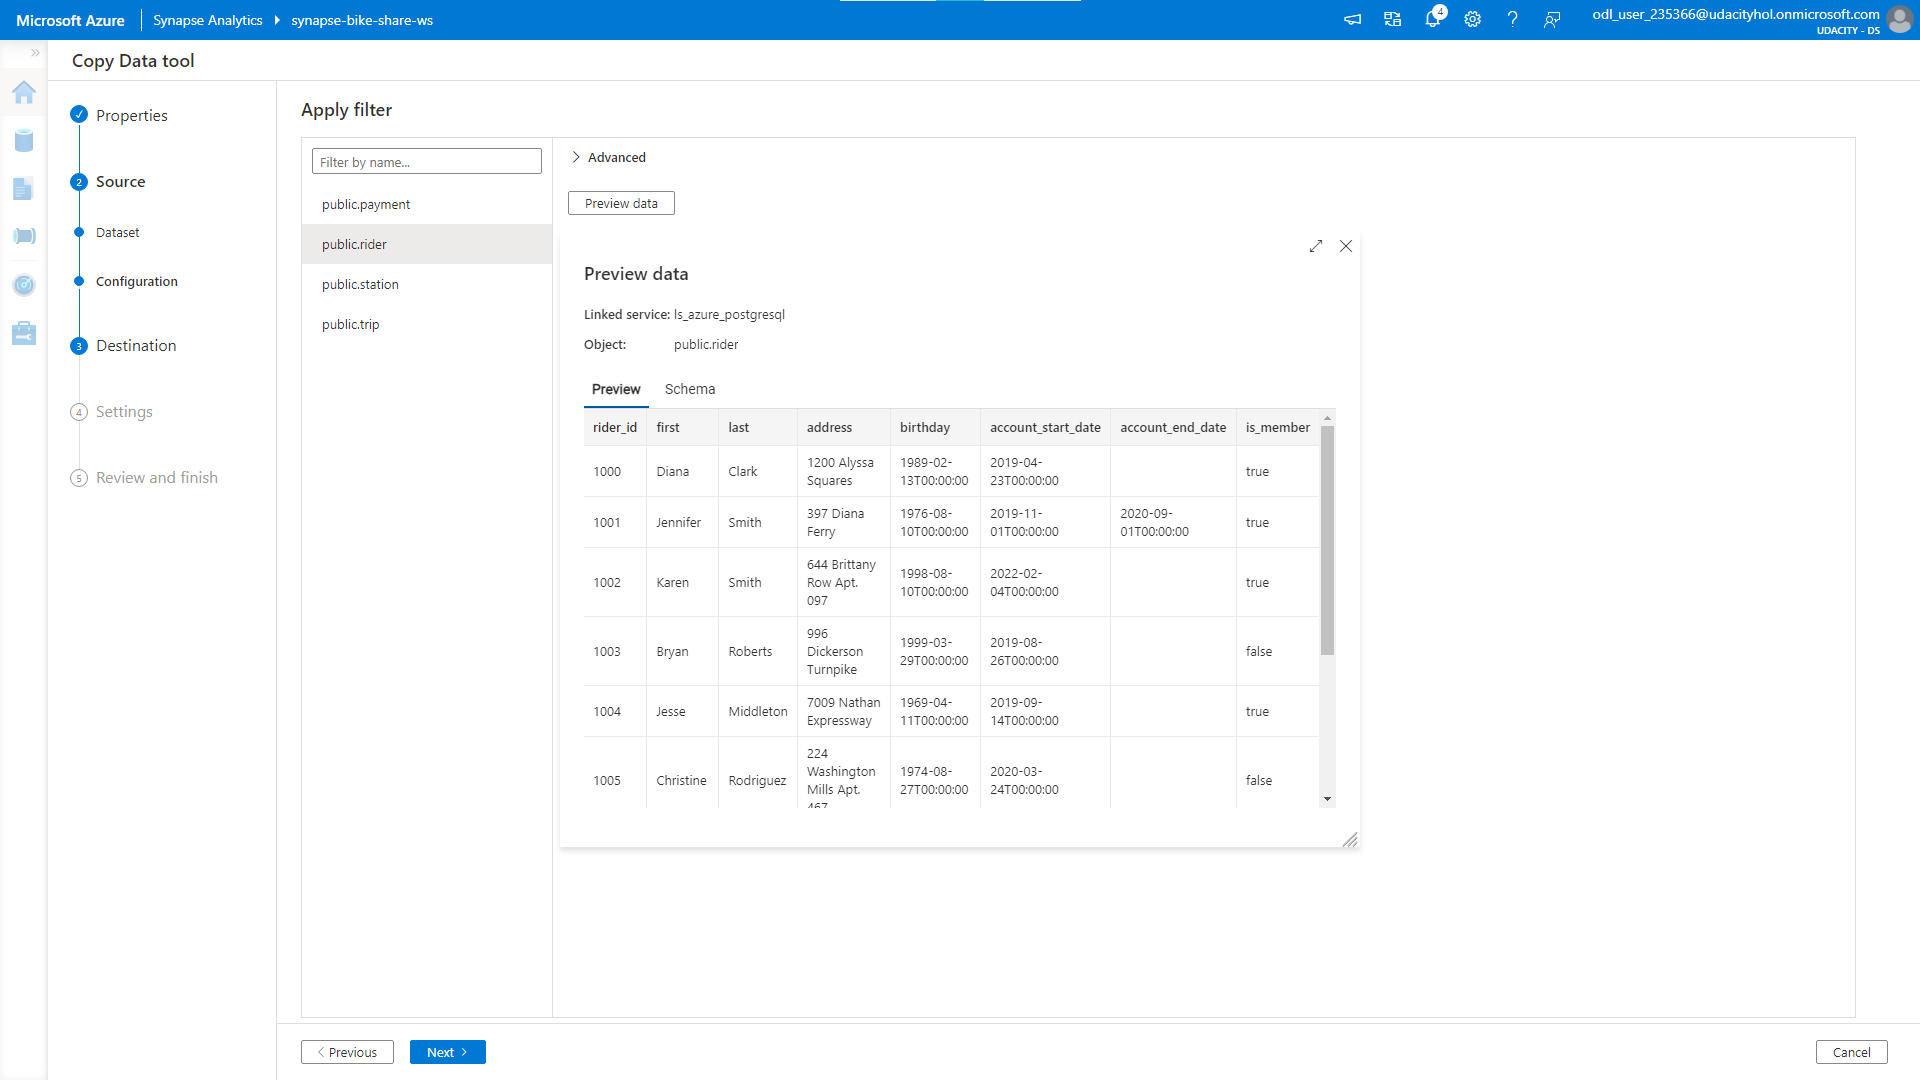 Microsoft Azure
Synapse Analytics
synapse-bike-share-ws
4
odl_user_235366@udacityhol.onmicrosoft.com
UDACITY - DS
Copy Data tool
Properties
2 Source
Dataset
Configuration
3 Destination
4 Settings
5 Review and finish
Apply filter
Filter by name...
public.payment
public.rider
public.station
public.trip
Advanced
Preview data
Preview data
Linked service: ls_azure_postgresql
Object: public.rider
Preview Schema
rider_id first last address birthday account_start_date account_end_date is_member
1000 Diana Clark 1200 Alyssa Squares 1989-02-13T00:00:00 2019-04-23T00:00:00 true
1001 Jennifer Smith 397 Diana Ferry 1976-08-10T00:00:00 2019-11-01T00:00:00 2020-09-01T00:00:00 true
1002 Karen Smith 644 Brittany Row Apt. 097 1998-08-10T00:00:00 2022-02-04T00:00:00 true
1003 Bryan Roberts 996 Dickerson Turnpike 1999-03-29T00:00:00 2019-08-26T00:00:00 false
1004 Jesse Middleton 7009 Nathan Expressway 1969-04-11T00:00:00 2019-09-14T00:00:00 true
1005 Christine Rodriguez 224 Washington Mills Apt. 467 1974-08-27T00:00:00 2020-03-24T00:00:00 false
Previous
Next
Cancel